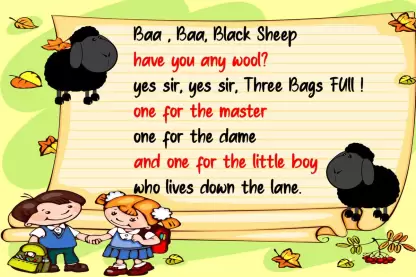 Baa , Baa, Black Sheep
have you any wool?
yes sir, yes sir, Three Bags FUll !
one for the master
one for the dame
and one for the little boy
who lives down the lane.